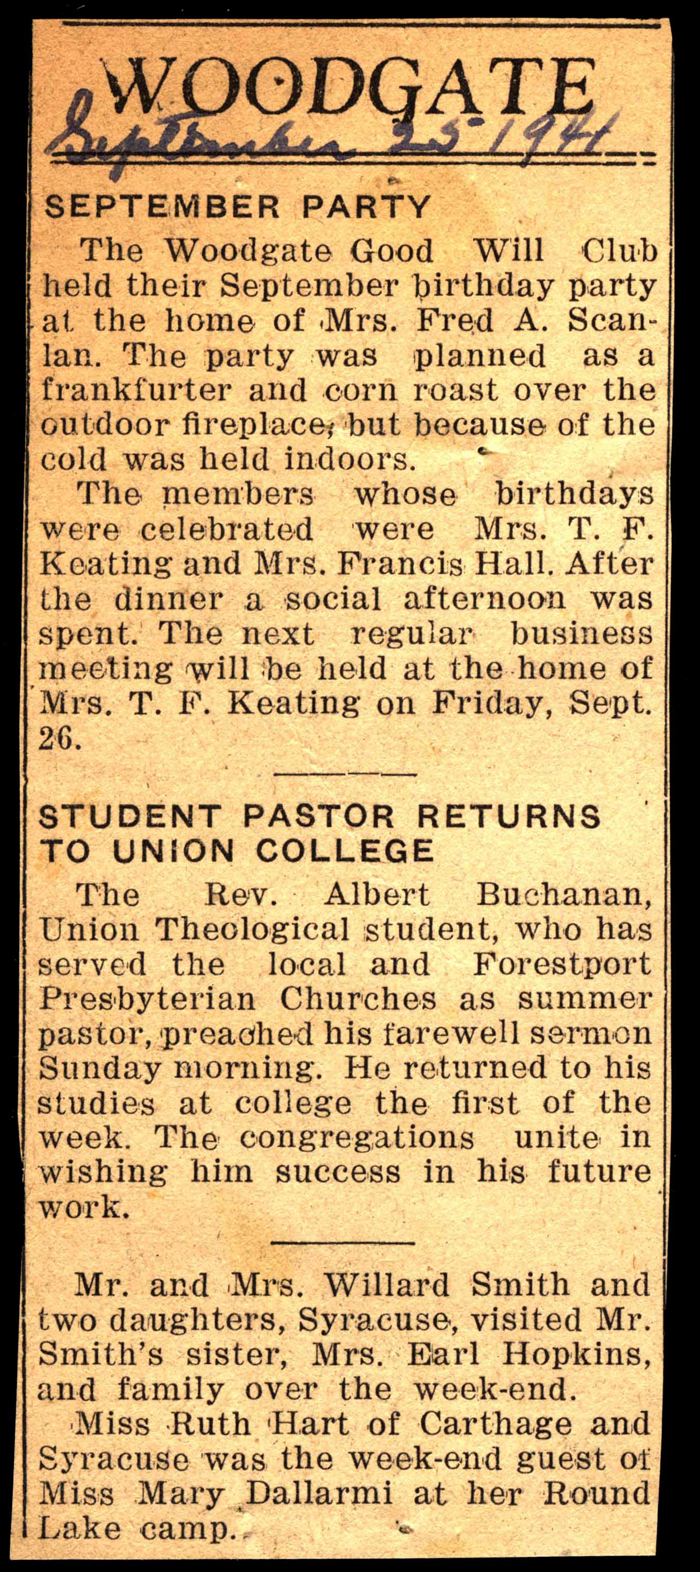 WOODGATE
September 25 1941
SEPTEMBER PARTY
The Woodgate Good Will Club
held their September birthday party
at the home of Mrs. Fred A. Scan-
lan. The party was planned as a
frankfurter and corn roast over the
outdoor fireplace, but because of the
cold was held indoors.
The members whose birthdays
were celebrated were Mrs. T. F.
Keating and Mrs. Francis Hall. After
the dinner a social afternoon was
spent. The next regular business
meeting will be held at the home of
Mrs. T. F. Keating on Friday, Sept.
26.
STUDENT PASTOR RETURNS
TO UNION COLLEGE
The Rev. Albert Buchanan,
Union Theological student, who has
served the local and Forestport
Presbyterian Churches as summer
pastor, preached his farewell sermon
Sunday morning. He returned to his
studies at college the first of the
week. The congregations unite in
wishing him success in his future
work.
Mr. and Mrs. Willard Smith and
two daughters, Syracuse, visited Mr.
Smith's sister, Mrs. Earl Hopkins,
and family over the week-end.
Miss Ruth Hart of Carthage and
Syracuse was the week-end guest of
Miss Mary Dallarmi at her Round
Lake camp.